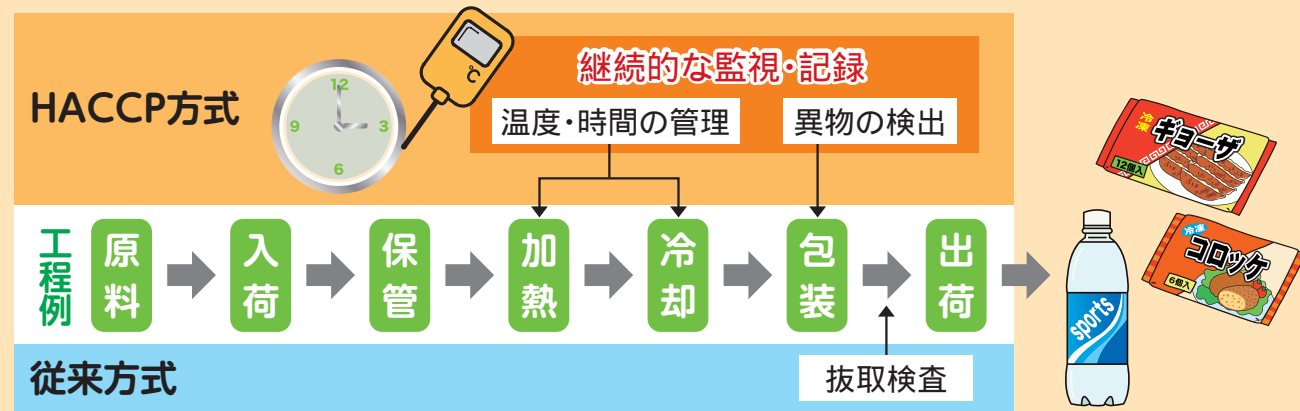 HACCP方式
12
3
6
9
℃
継続的な監視・記録
温度・時間の管理
異物の検出
工程例
原料
入荷
保管
加熱
冷却
包装
出荷
従来方式
抜取検査
冷凍
ギョーザ
12個入
冷凍
コロッケ
6個入
sports